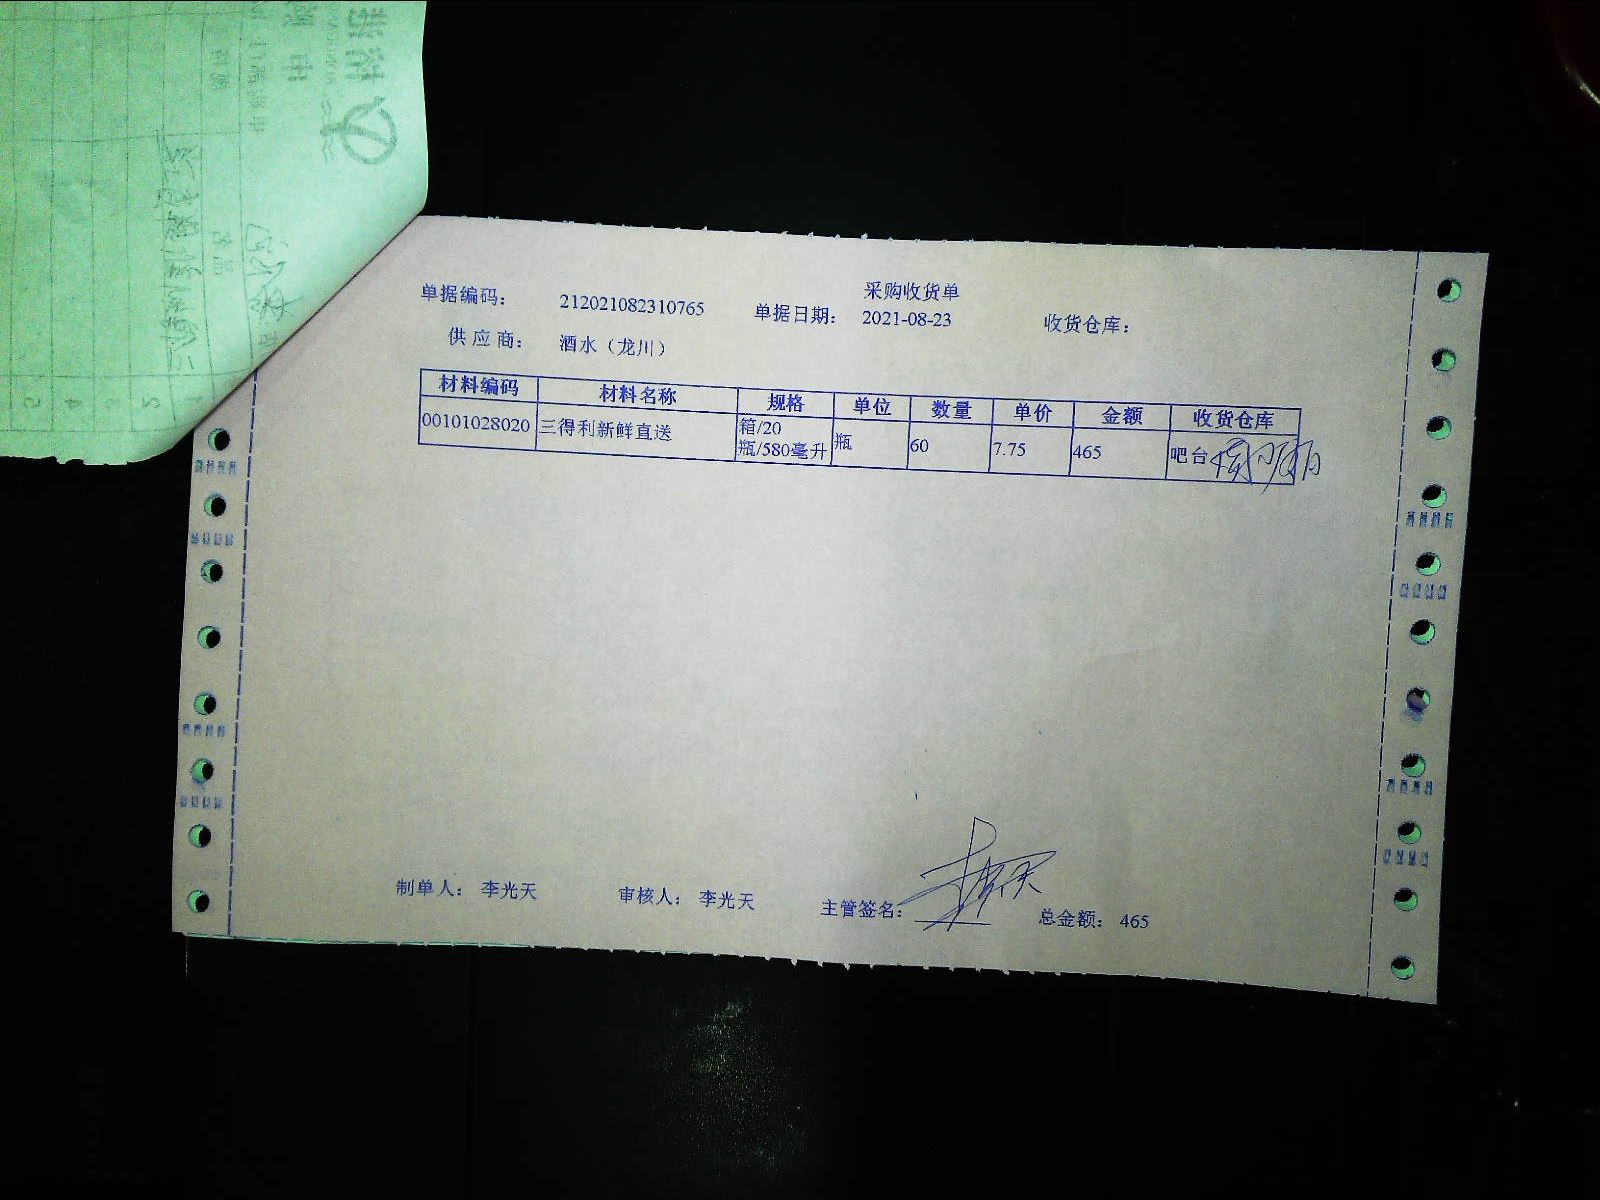 采购收货单
单据编码： 212021082310765 单据日期： 2021-08-23 收货仓库：
供应商： 酒水（龙川）
材料编码 材料名称 规格 单位 数量 单价 金额 收货仓库
00101028020 三得利新鲜直送 箱/20瓶/580毫升 瓶 60 7.75 465 吧台
制单人： 李光天 审核人： 李光天 主管签名： 总金额： 465